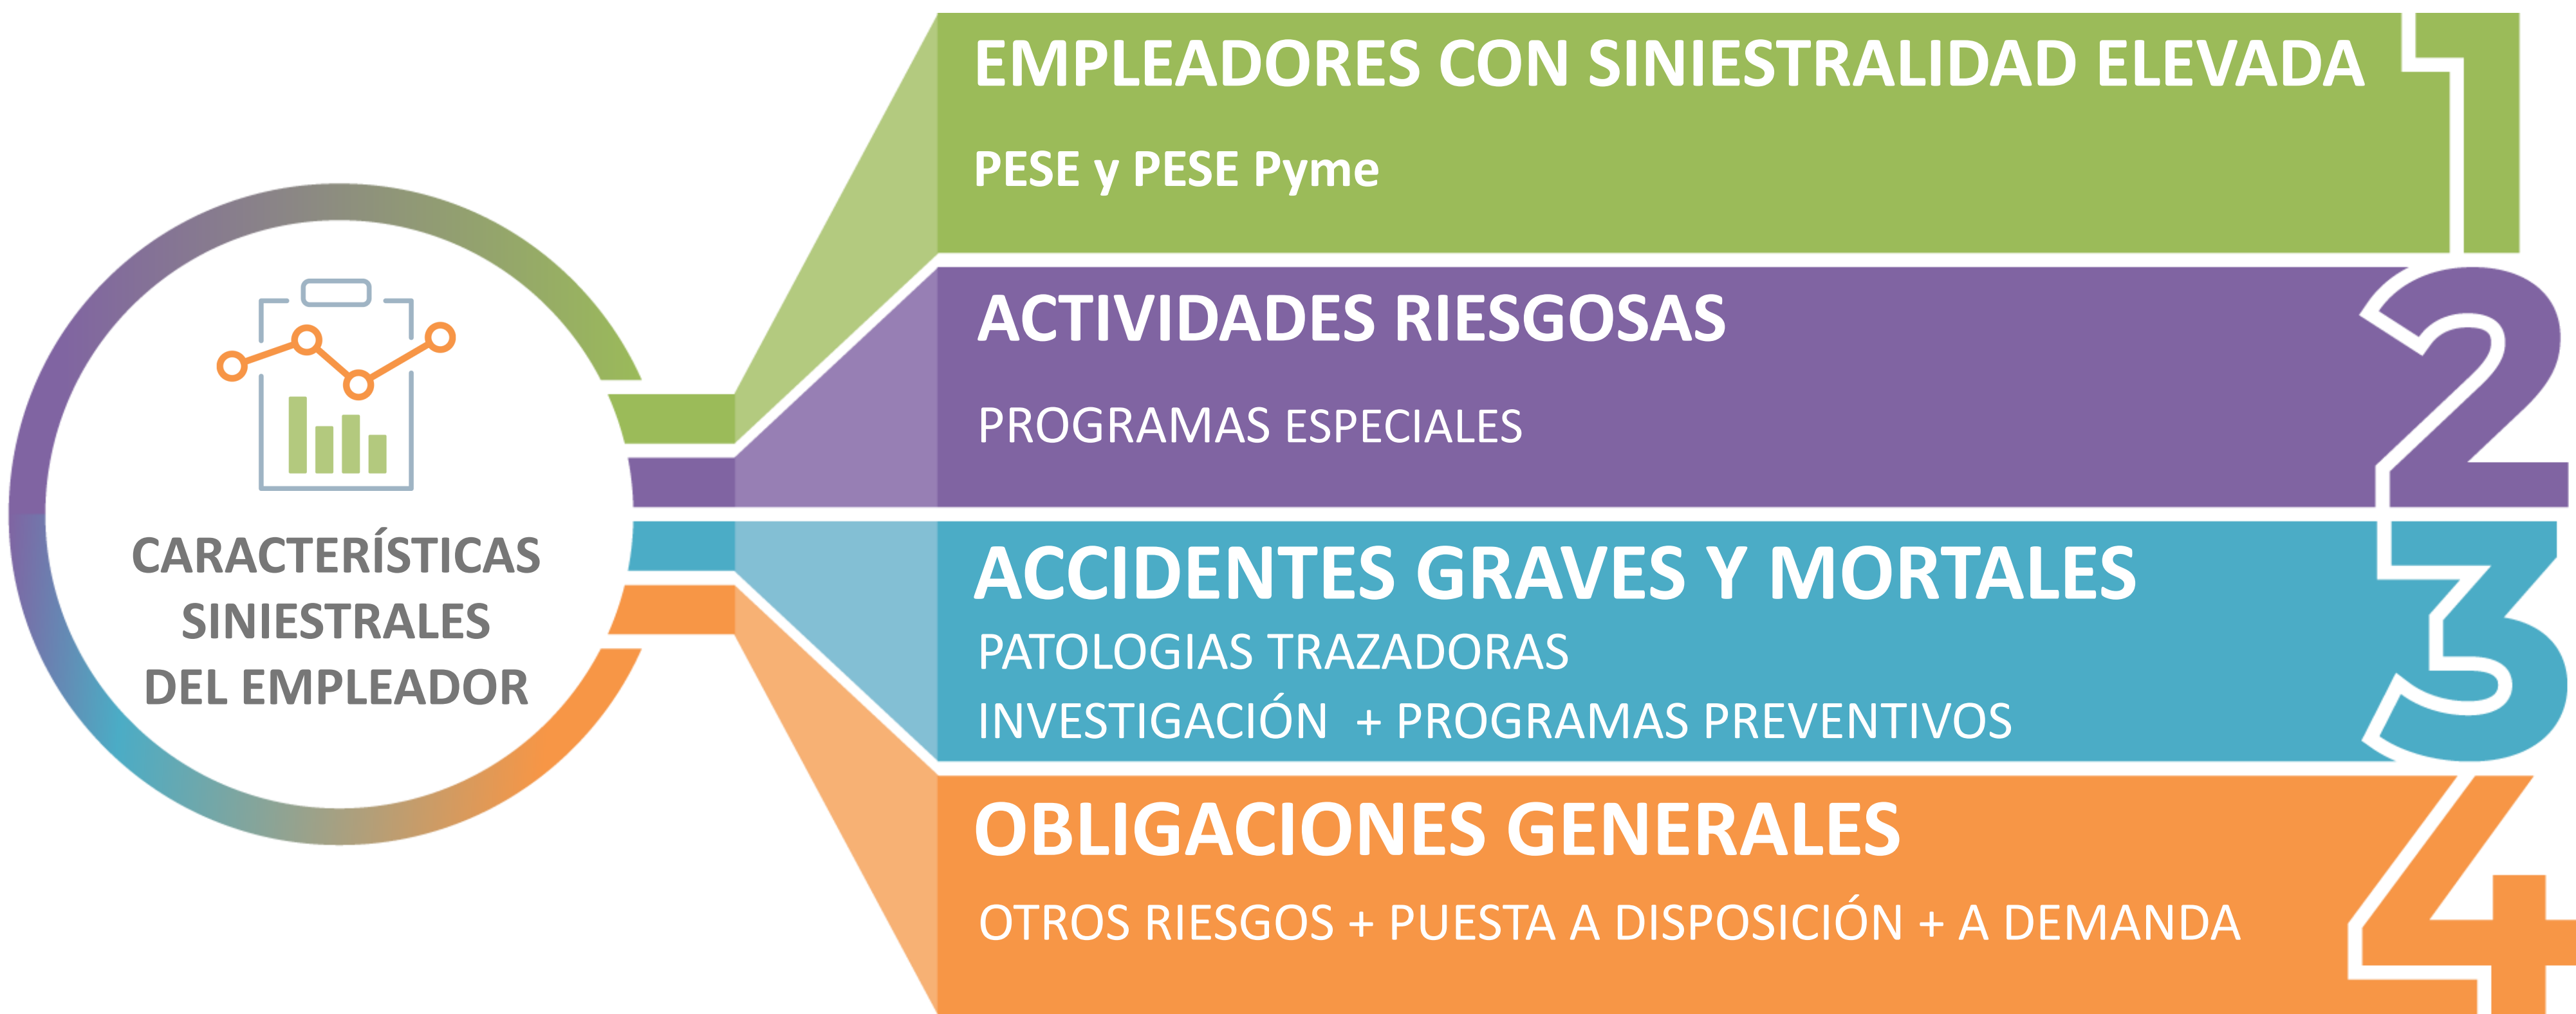 CARACTERÍSTICAS
SINIESTRALES
DEL EMPLEADOR
EMPLEADORES CON SINIESTRALIDAD ELEVADA
PESE y PESE Pyme
1
ACTIVIDADES RIESGOSAS
PROGRAMAS ESPECIALES
2
ACCIDENTES GRAVES Y MORTALES
PATOLOGIAS TRAZADORAS
INVESTIGACIÓN + PROGRAMAS PREVENTIVOS
3
OBLIGACIONES GENERALES
OTROS RIESGOS + PUESTA A DISPOSICIÓN + A DEMANDA
4